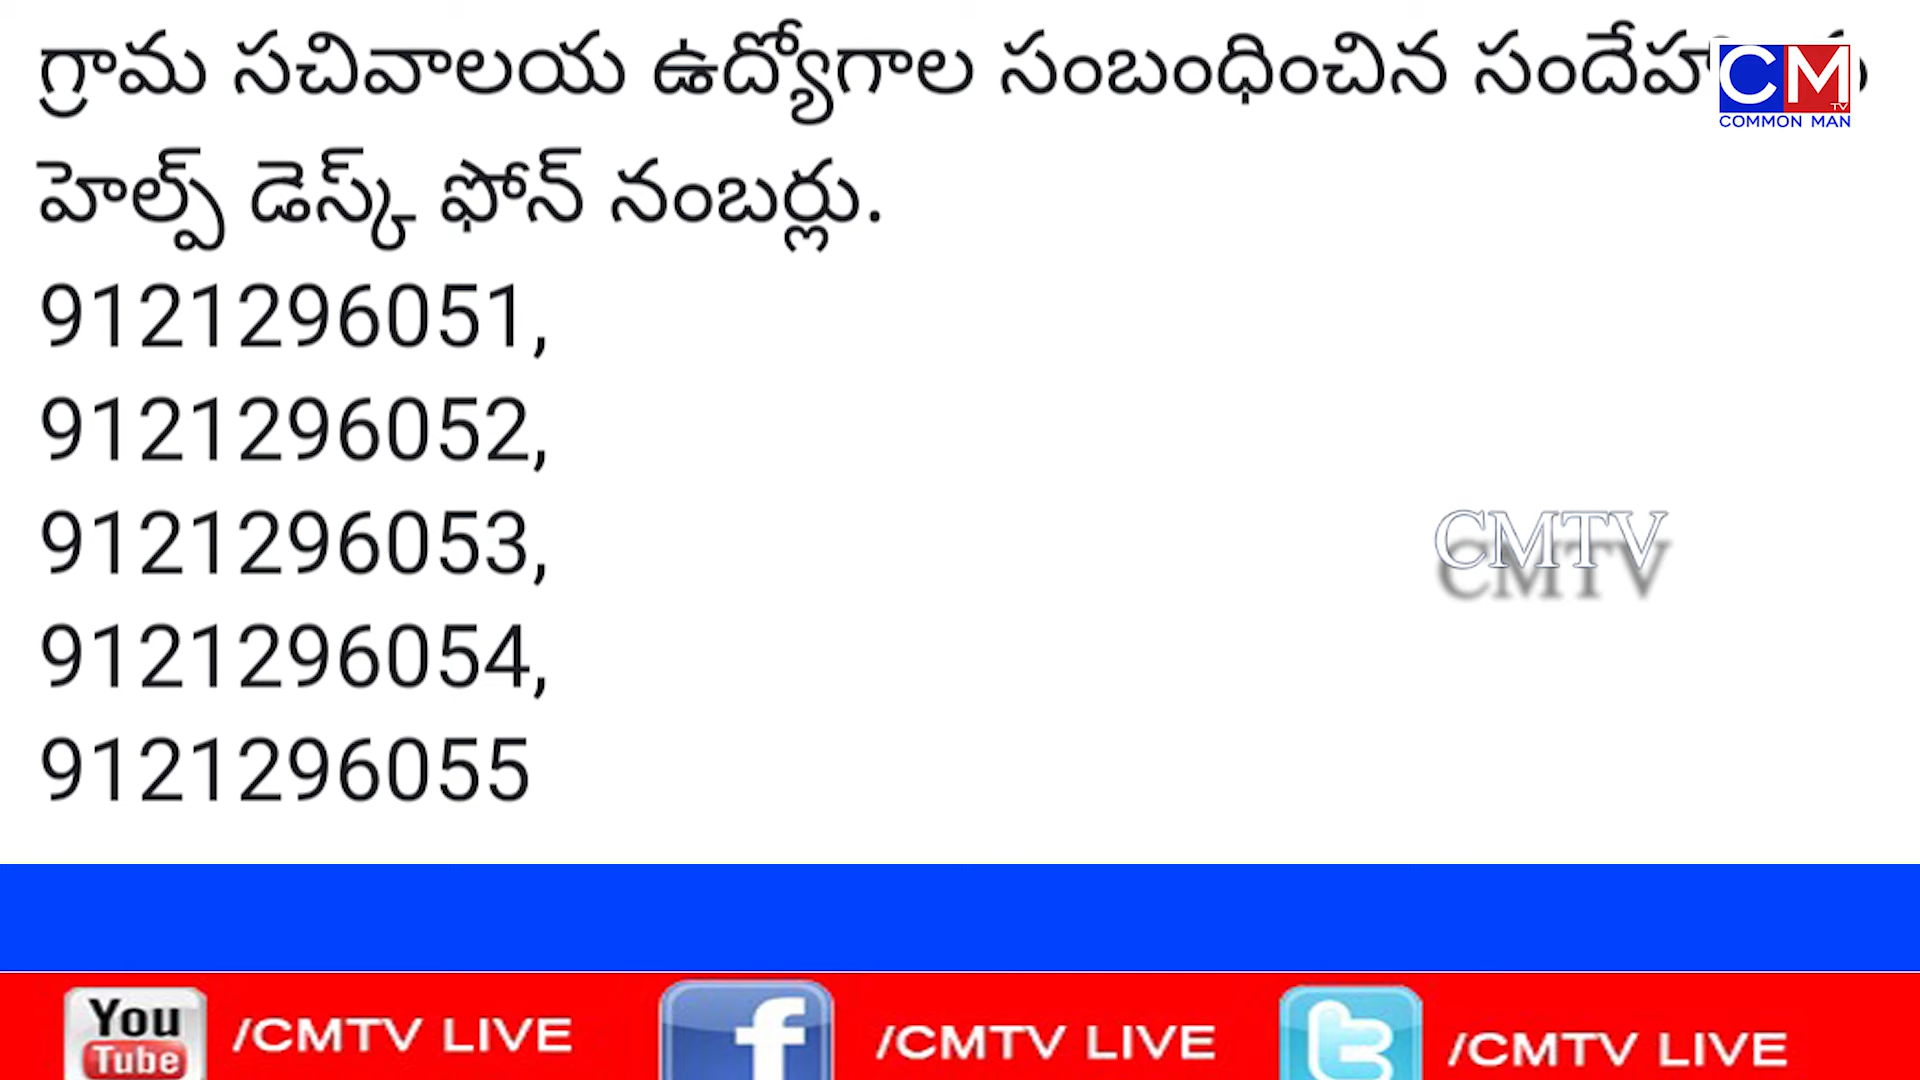 గ్రామ సచివాలయ ఉద్యోగాల సంబంధించిన
హెల్ప్ డెస్క్ ఫోన్ నంబర్లు.
9121296051,
9121296052,
9121296053,
9121296054,
9121296055
CM
TV
COMMON MAN
CMTV
You Tube /CMTV LIVE
f /CMTV LIVE
t /CMTV LIVE